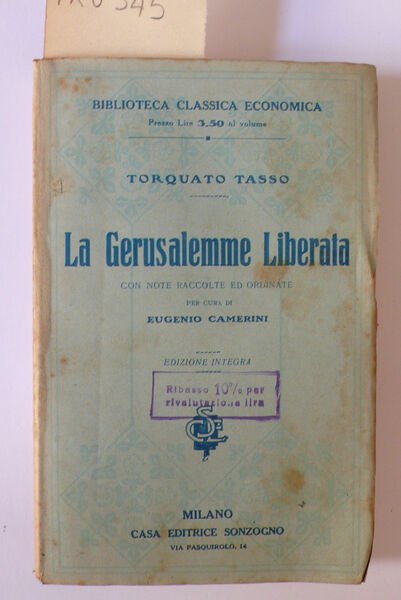 TRO 345
BIBLIOTECA CLASSICA ECONOMICA
Prezzo Lire 3.50 al volume
TORQUATO TASSO
La Gerusalemme Liberata
CON NOTE RACCOLTE ED ORDINATE
PER CURA DI
EUGENIO CAMERINI
EDIZIONE INTEGRA
Ribasso 10% per
rivalutazione lira
MILANO
CASA EDITRICE SONZOGNO
VIA PASQUIROLO, 14